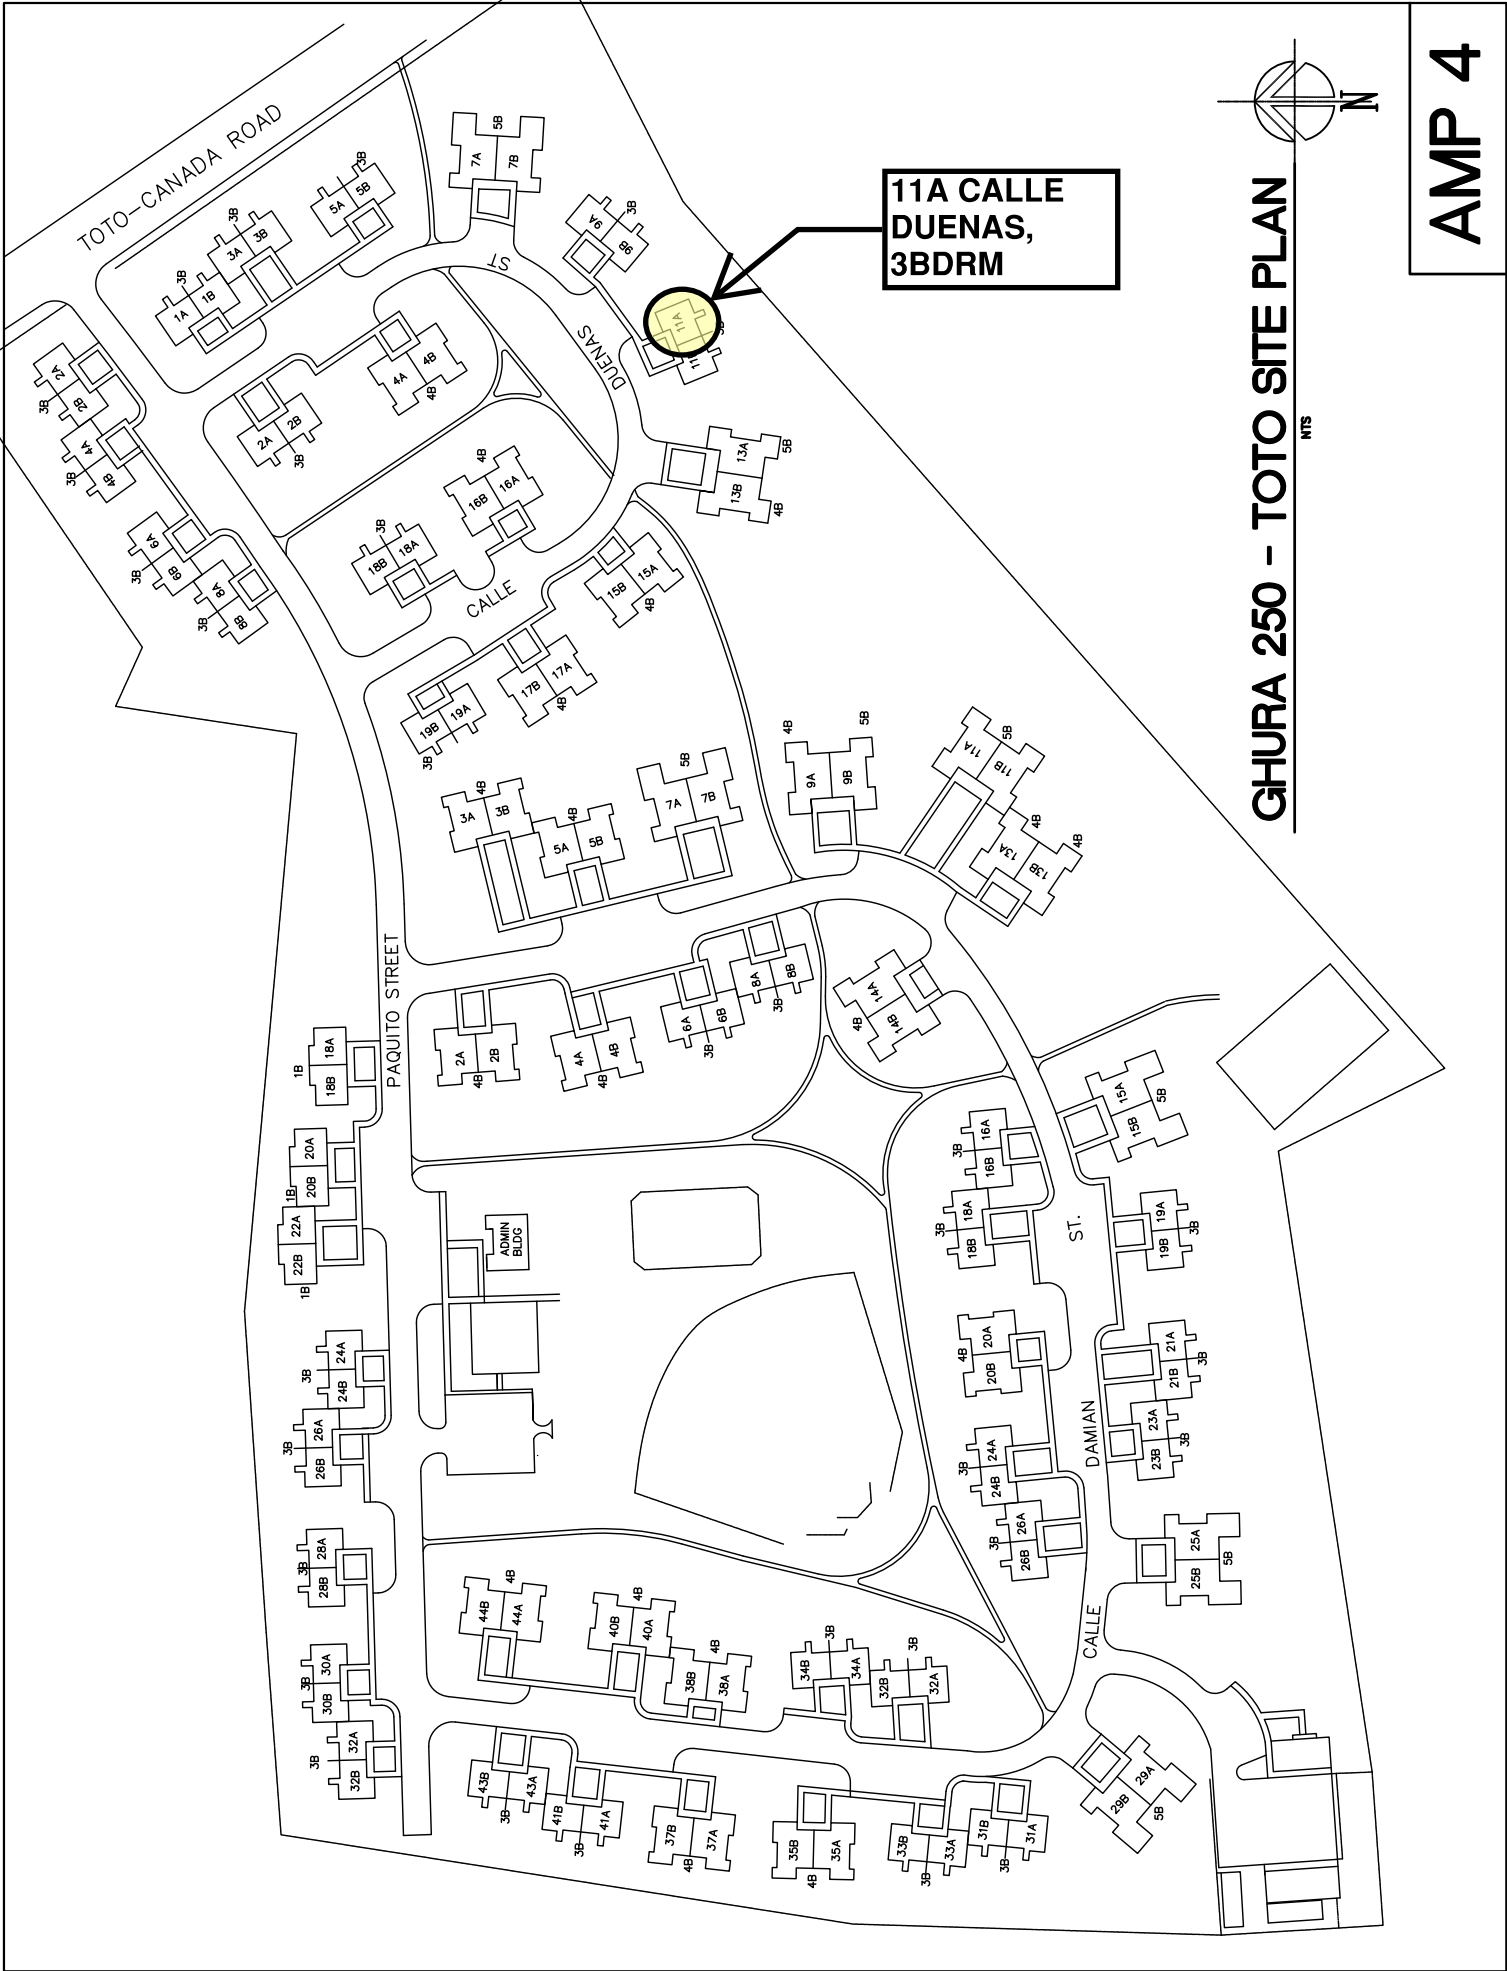 AMP 4
GHURA 250 - TOTO SITE PLAN
NTS
N
11A CALLE
DUENAS,
3BDRM
TOTO-CANADA ROAD
5A
5B
3B
3A
3B
3B
1A
1B
3B
7A
7B
5B
9A
9B
3B
11A
2A
2B
3B
4A
4B
3B
6A
6B
3B
8A
8B
3B
2A
2B
3B
4A
4B
4B
ST
DUENAS
CALLE
16B
16A
4B
18B
18A
3B
13A
13B
5B
4B
15B
15A
4B
17B
17A
4B
19B
19A
3B
3A
3B
4B
5A
5B
4B
7A
7B
5B
9A
9B
4B
5B
11A
11B
5B
13A
13B
4B
4B
PAQUITO STREET
2A
2B
4B
4A
4B
4B
6A
6B
3B
8A
8B
3B
14A
14B
4B
18A
18B
1B
20A
20B
1B
22A
22B
1B
24A
24B
3B
26A
26B
3B
28A
28B
3B
30A
30B
3B
32A
32B
3B
ADMIN
BLDG
15A
15B
5B
16A
16B
3B
18A
18B
3B
ST.
19A
19B
3B
20A
20B
4B
21A
21B
3B
DAMIAN
23A
23B
3B
24A
24B
3B
26A
26B
3B
25A
25B
5B
CALLE
44B
44A
4B
40B
40A
4B
38B
38A
4B
34B
34A
3B
32B
32A
3B
43B
43A
3B
41B
41A
3B
37B
37A
4B
35B
35A
4B
33B
33A
3B
31B
31A
3B
29B
29A
5B